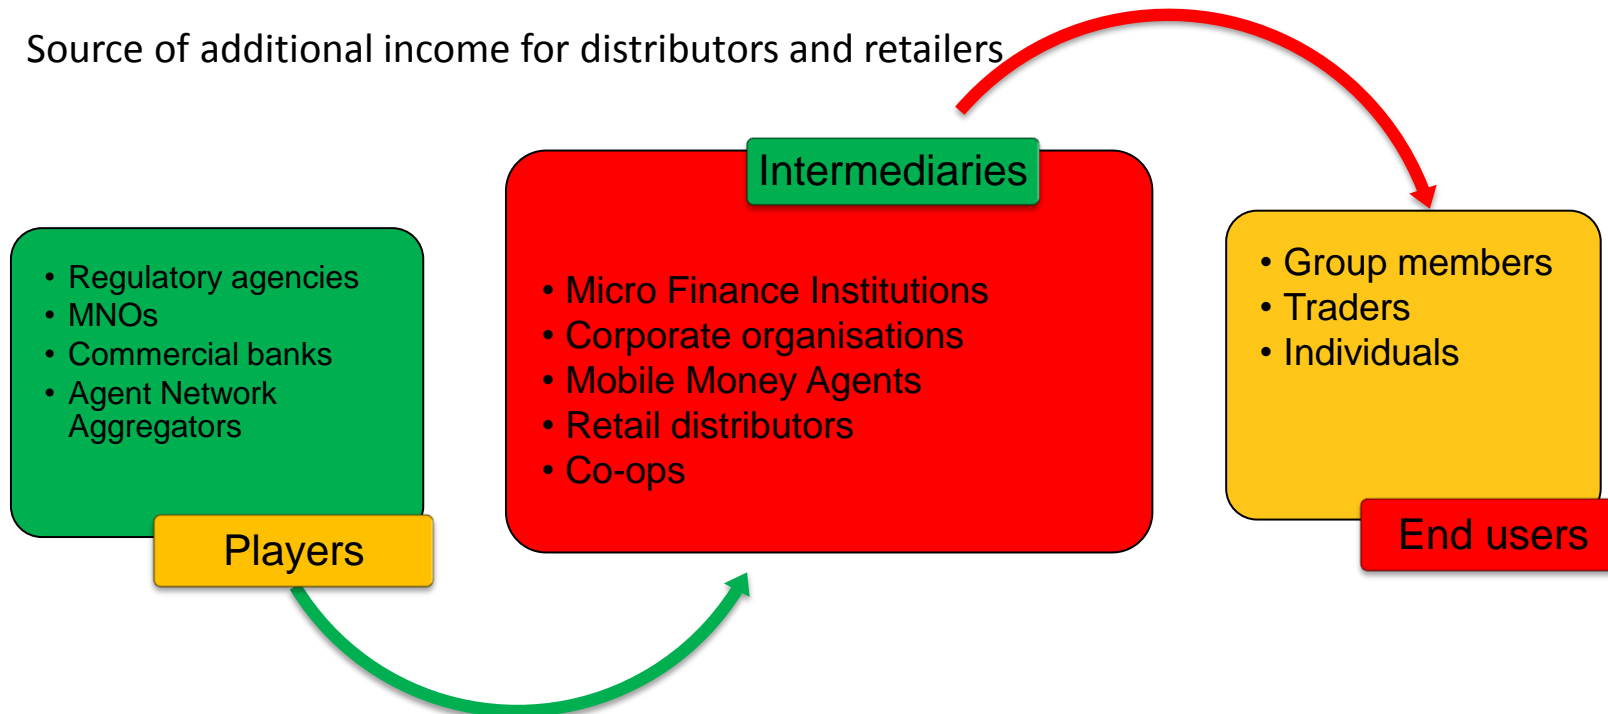 Source of additional income for distributors and retailers
• Regulatory agencies
• MNOs
• Commercial banks
• Agent Network
Aggregators
Players
Intermediaries
• Micro Finance Institutions
• Corporate organisations
• Mobile Money Agents
• Retail distributors
• Co-ops
• Group members
• Traders
• Individuals
End users